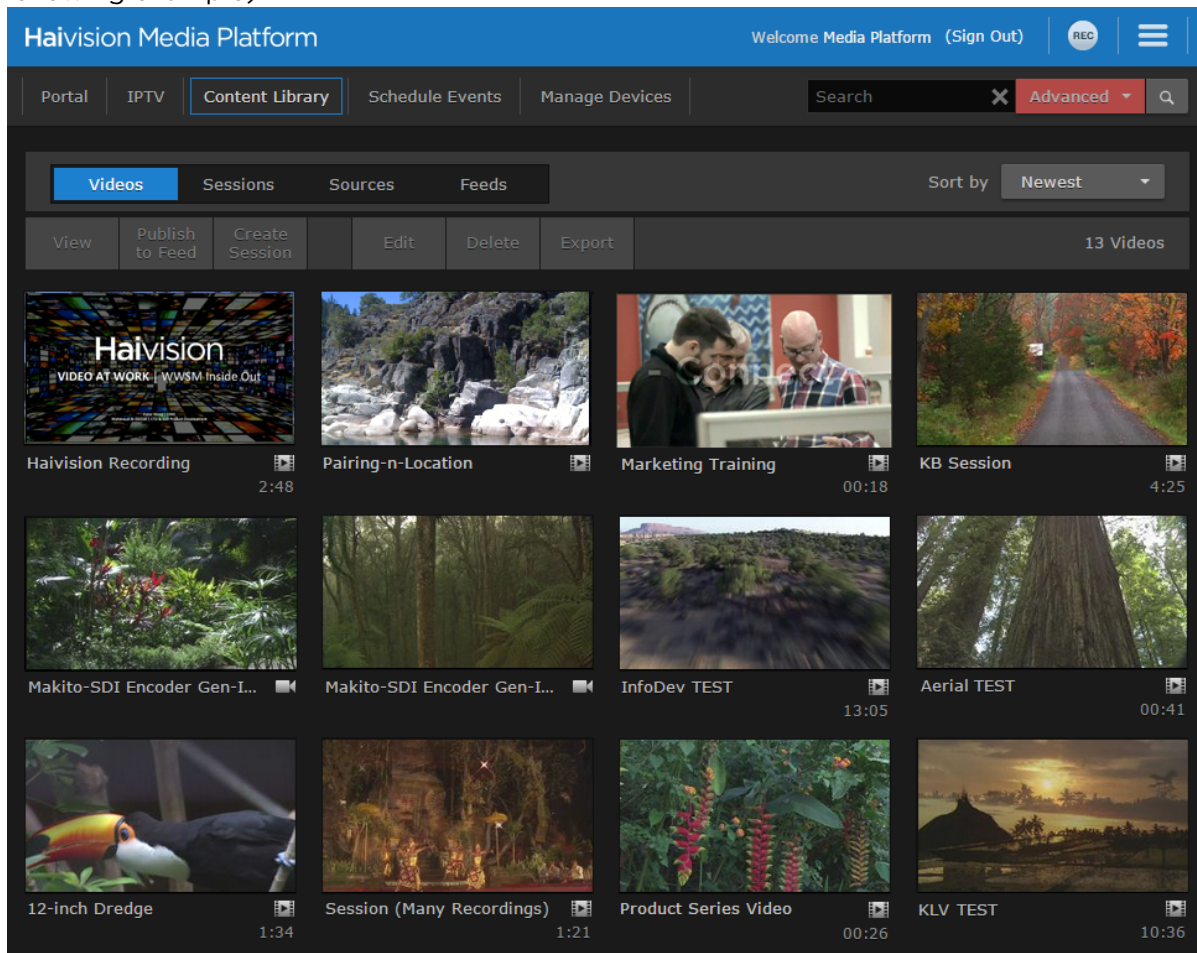 Haivision Media Platform
Welcome Media Platform (Sign Out)
REC
Portal
IPTV
Content Library
Schedule Events
Manage Devices
Search
Advanced
Videos
Sessions
Sources
Feeds
Sort by
Newest
View
Publish
to Feed
Create
Session
Edit
Delete
Export
13 Videos
Haivision
VIDEO AT WORK | WWSM Inside Out
Connect
Haivision Recording
2:48
Pairing-n-Location
Marketing Training
00:18
KB Session
4:25
Makito-SDI Encoder Gen-I...
Makito-SDI Encoder Gen-I...
InfoDev TEST
13:05
Aerial TEST
00:41
12-inch Dredge
1:34
Session (Many Recordings)
1:21
Product Series Video
00:26
KLV TEST
10:36